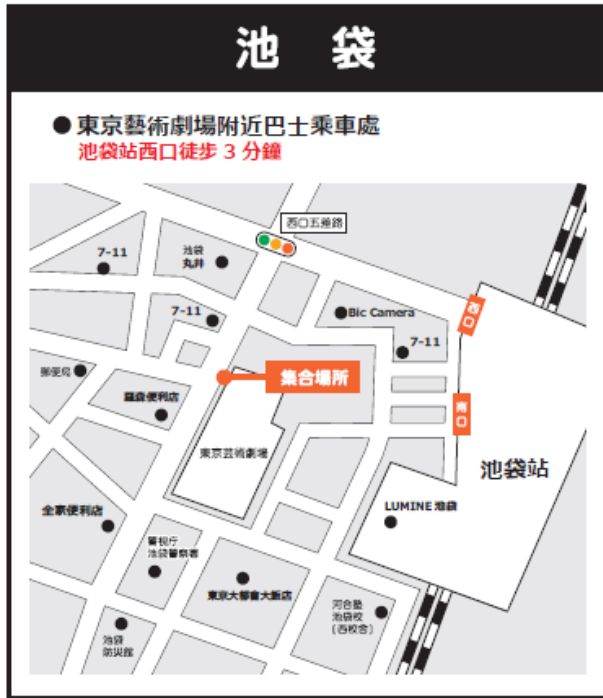 池 袋
● 東京藝術劇場附近巴士乘車處
池袋站西口徒步 3 分鐘
西口五差路
7-11
池袋
丸井
Bic Camera
西口
7-11
7-11
郵便局
集合場所
羅森便利店
南口
東京芸術劇場
池袋站
全家便利店
LUMINE 池袋
警視庁
池袋警察署
東京大都會大飯店
河合塾
池袋校
(西校舎)
池袋
防災館